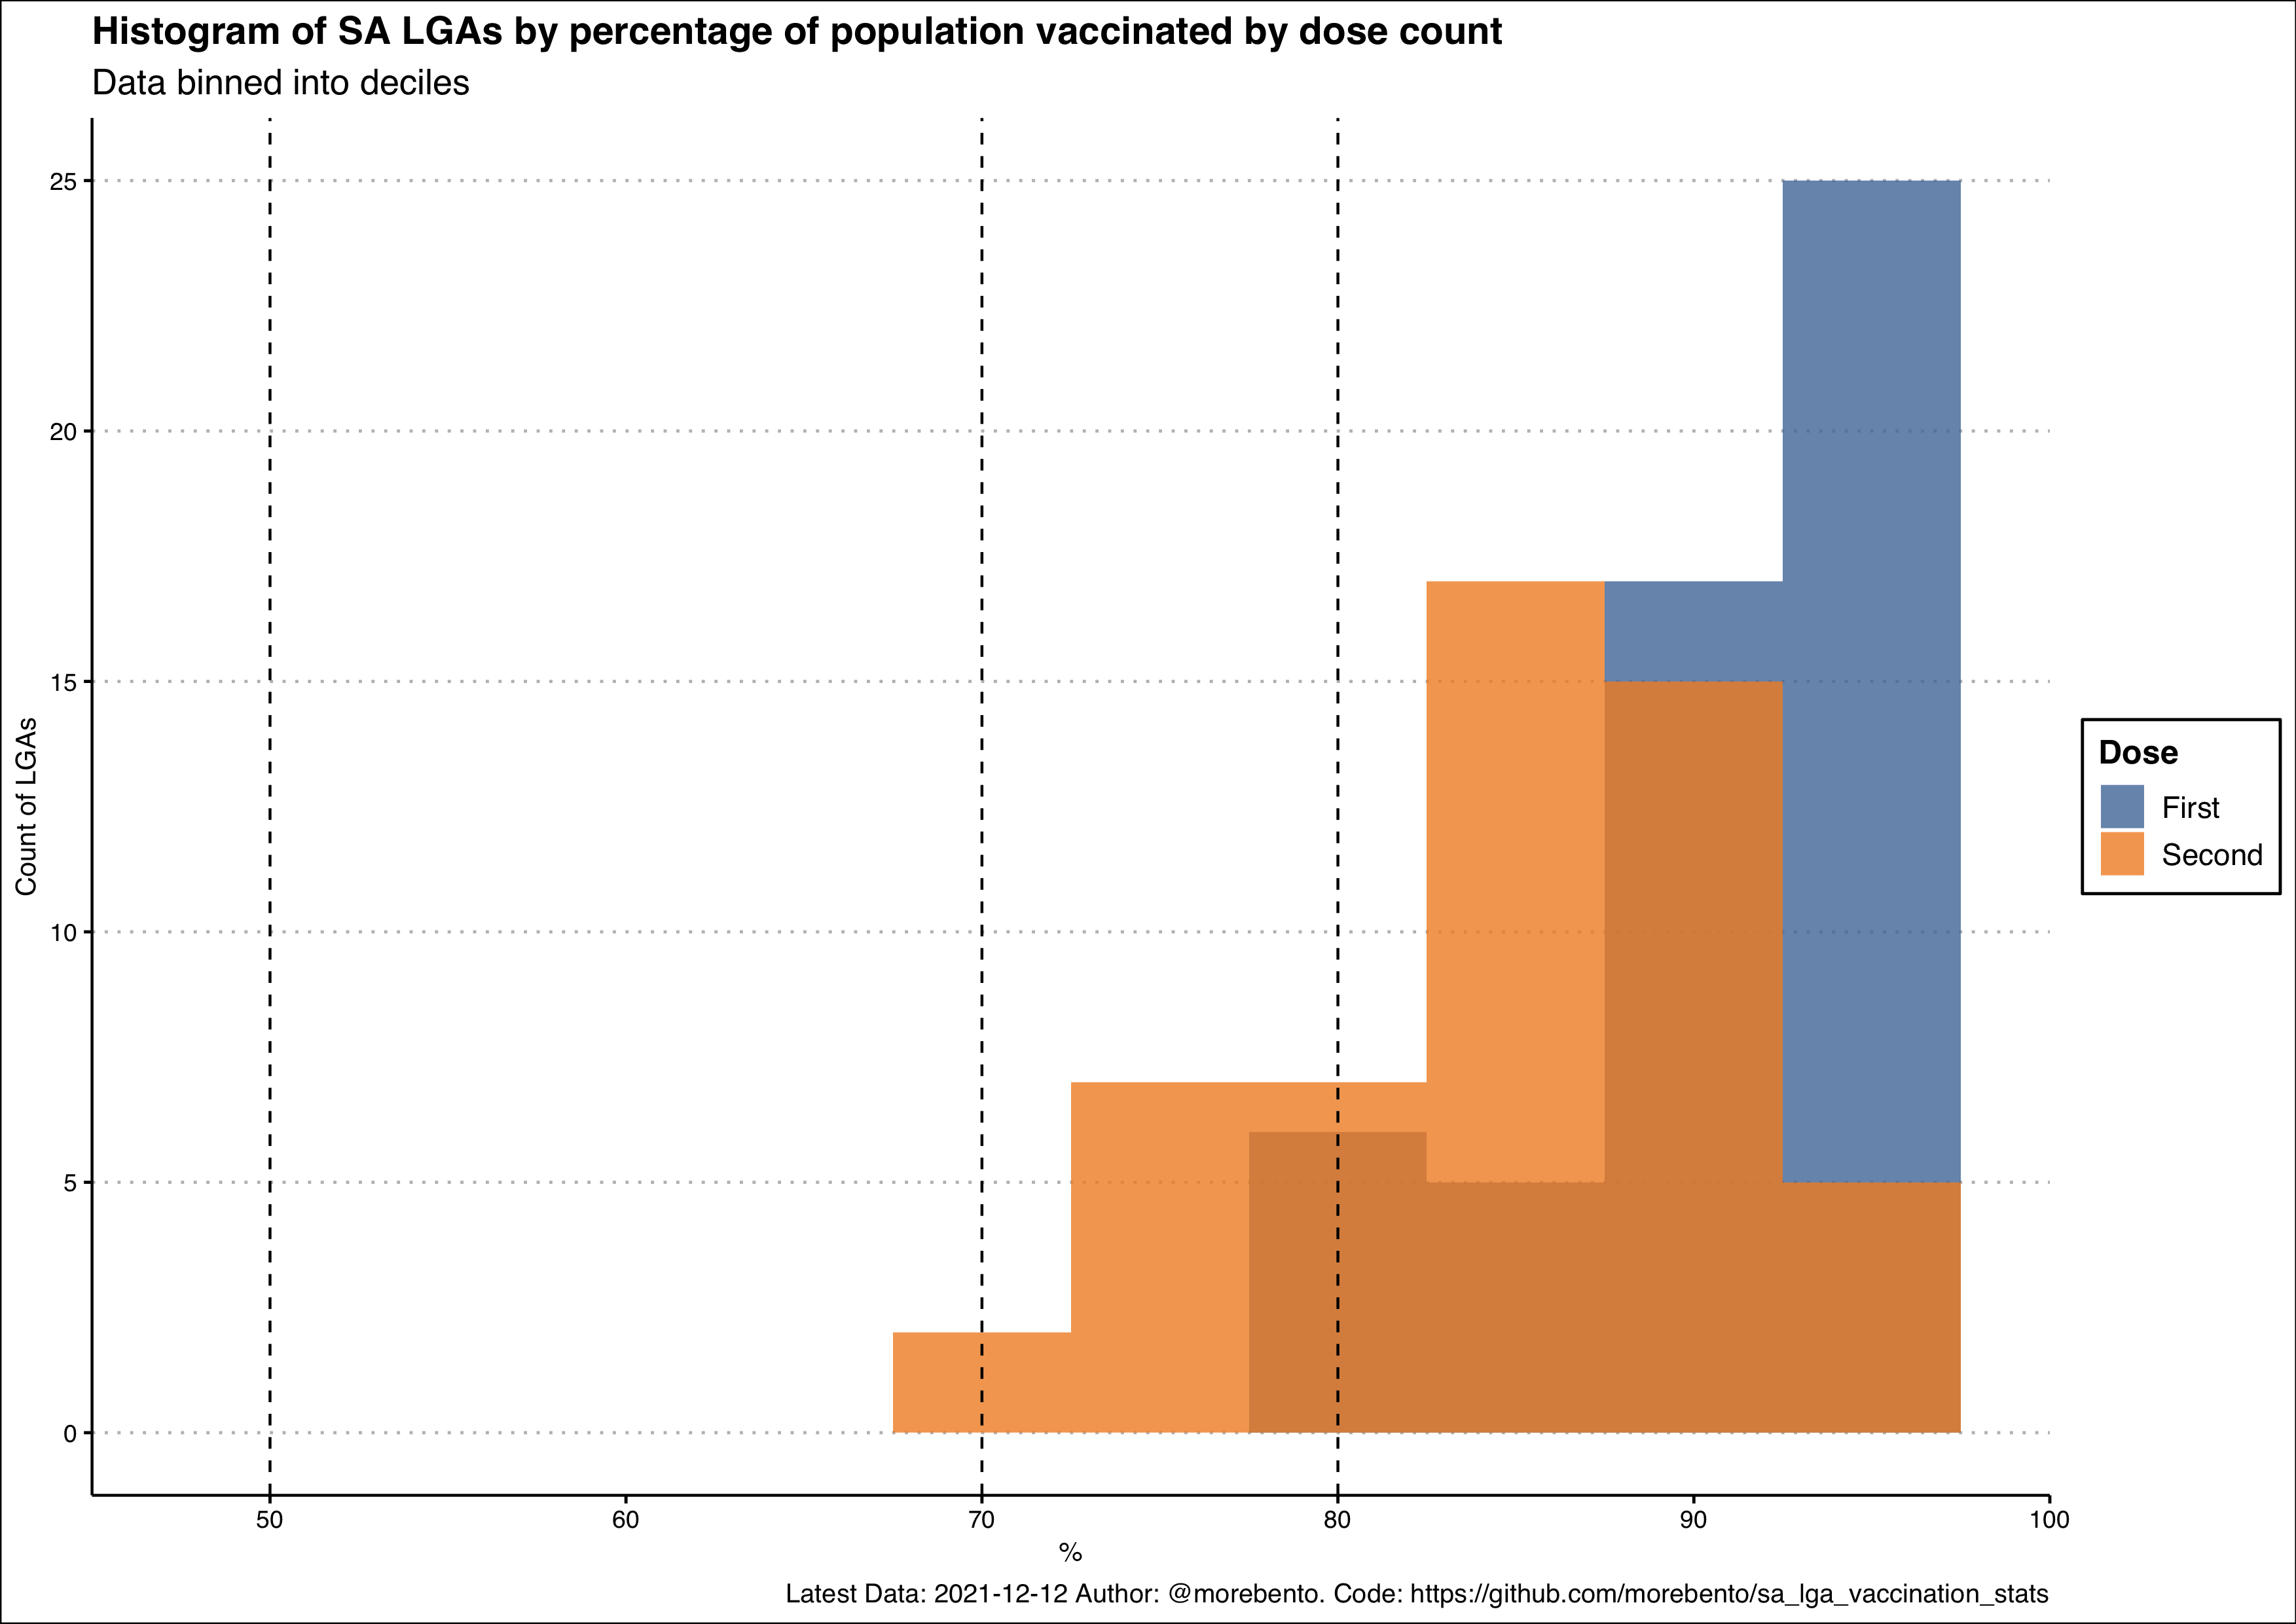 Histogram of SA LGAs by percentage of population vaccinated by dose count
Data binned into deciles
25
20
15
10
5
0
Count of LGAs
50 60 70 80 90 100
%
Dose
First
Second
Latest Data: 2021-12-12 Author: @morebento. Code: https://github.com/morebento/sa_lga_vaccination_stats